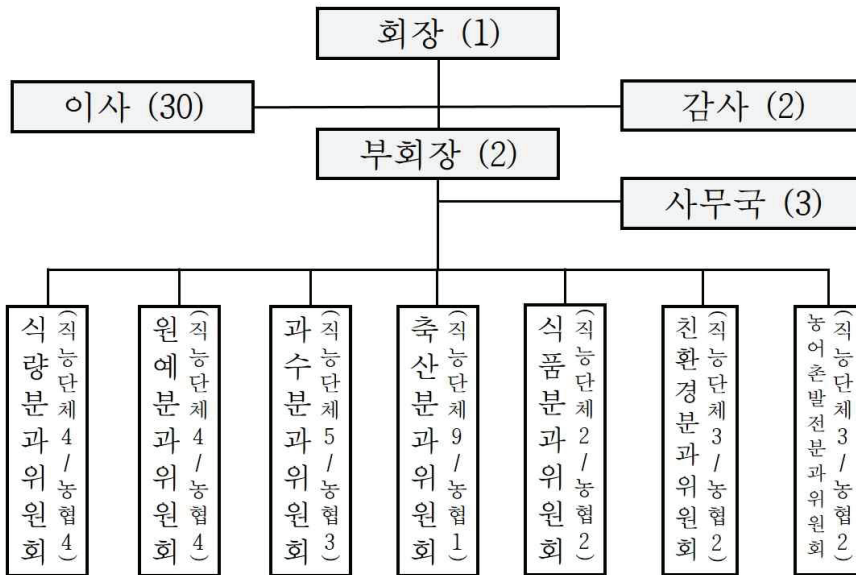 회장 (1)
이사 (30)
감사 (2)
부회장 (2)
사무국 (3)
식량분과위원회
(직능단체4/농협4)
원예분과위원회
(직능단체4/농협4)
과수분과위원회
(직능단체5/농협3)
축산분과위원회
(직능단체9/농협1)
식품분과위원회
(직능단체2/농협2)
친환경분과위원회
(직능단체3/농협2)
농어촌발전분과위원회
(직능단체3/농협2)